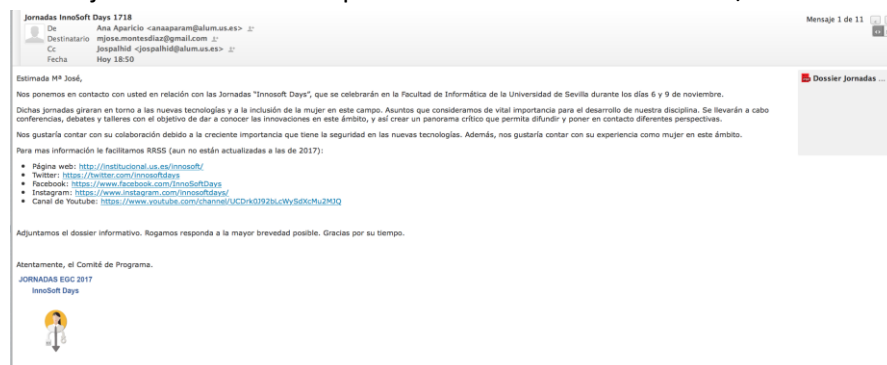 Jornadas InnoSoft Days 1718
Mensaje 1 de 11
De Ana Aparicio <anaaparam@alum.us.es>
Destinatario mjose.montesdiaz@gmail.com
Cc Jospalhid <jospalhid@alum.us.es>
Fecha Hoy 18:50
Estimada Mª José,
Dossier Jornadas ...
Nos ponemos en contacto con usted en relación con las Jornadas "Innosoft Days", que se celebrarán en la Facultad de Informática de la Universidad de Sevilla durante los días 6 y 9 de noviembre.
Dichas jornadas giraran en torno a las nuevas tecnologías y a la inclusión de la mujer en este campo. Asuntos que consideramos de vital importancia para el desarrollo de nuestra disciplina. Se llevarán a cabo
conferencias, debates y talleres con el objetivo de dar a conocer las innovaciones en este ámbito, y así crear un panorama crítico que permita difundir y poner en contacto diferentes perspectivas.
Nos gustaría contar con su colaboración debido a la creciente importancia que tiene la seguridad en las nuevas tecnologías. Además, nos gustaría contar con su experiencia como mujer en este ámbito.
Para mas información le facilitamos RRSS (aun no están actualizadas a las de 2017):
• Página web: http://institucional.us.es/innosoft/
• Twitter: https://twitter.com/innosoftdays
• Facebook: https://www.facebook.com/InnoSoftDays
• Instagram: https://www.instagram.com/innosoftdays/
• Canal de Youtube: https://www.youtube.com/channel/UCDrk0J92bLcWySdXcMu2MJQ
Adjuntamos el dossier informativo. Rogamos responda a la mayor brevedad posible. Gracias por su tiempo.
Atentamente, el Comité de Programa.
JORNADAS EGC 2017
InnoSoft Days